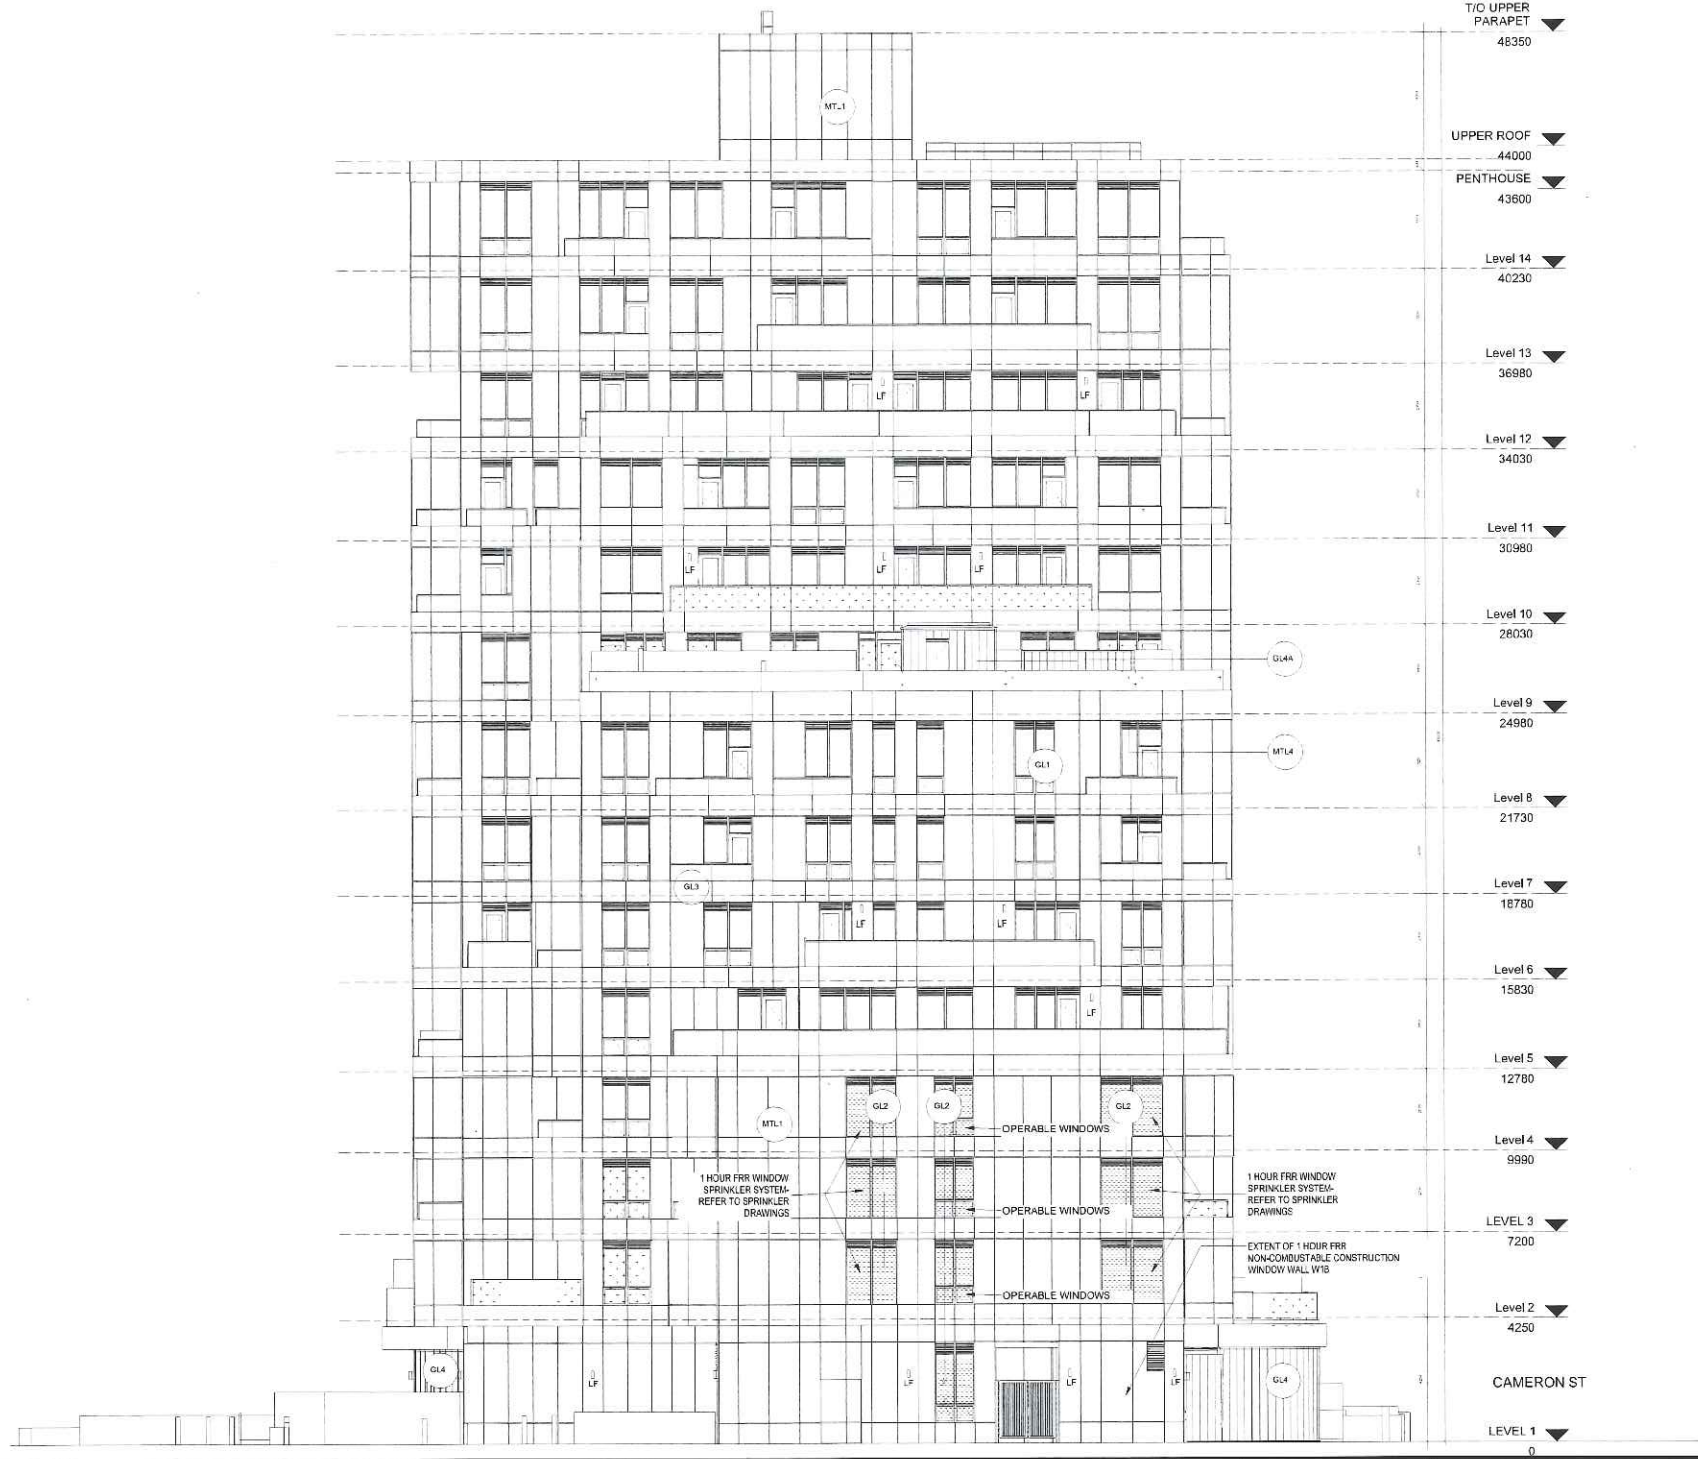 T/O UPPER
PARAPET
48350
MTL1
UPPER ROOF
44000
PENTHOUSE
43600
Level 14
40230
Level 13
36980
LF
LF
Level 12
34030
Level 11
30980
LF
LF
LF
Level 10
28030
GL4A
Level 9
24980
MTL4
GL1
Level 8
21730
GL3
Level 7
18780
LF
LF
Level 6
15830
LF
Level 5
12780
GL2
GL2
GL2
MTL1
OPERABLE WINDOWS
Level 4
9990
1 HOUR FRR WINDOW
SPRINKLER SYSTEM-
REFER TO SPRINKLER
DRAWINGS
1 HOUR FRR WINDOW
SPRINKLER SYSTEM-
REFER TO SPRINKLER
DRAWINGS
OPERABLE WINDOWS
LEVEL 3
7200
EXTENT OF 1 HOUR FRR
NON-COMBUSTABLE CONSTRUCTION
WINDOW WALL W1B
OPERABLE WINDOWS
Level 2
4250
GL4
LF
LF
LF
LF
GL4
CAMERON ST
LEVEL 1
0